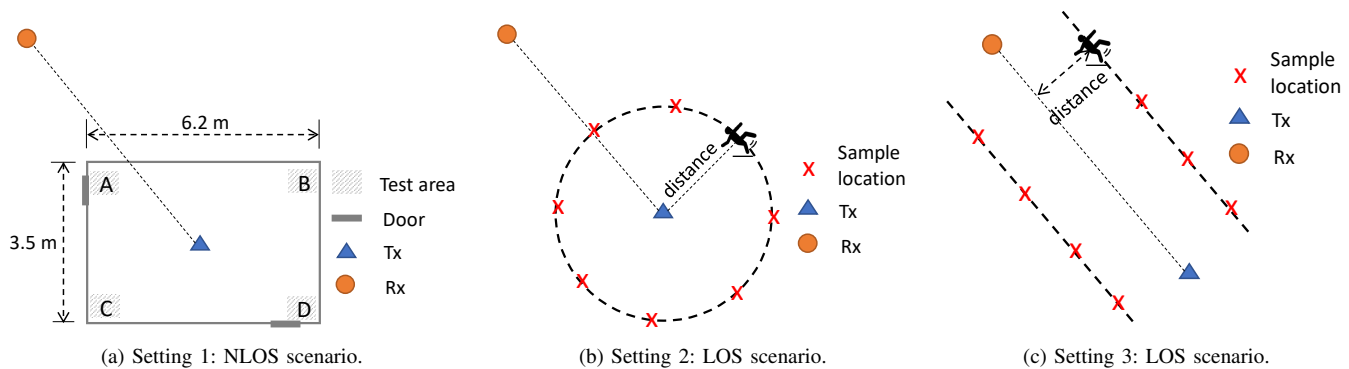 6.2 m
3.5 m
A
B
C
D
Test area
Door
Tx
Rx
(a) Setting 1: NLOS scenario.
distance
Sample
location
Tx
Rx
(b) Setting 2: LOS scenario.
distance
Sample
location
Tx
Rx
(c) Setting 3: LOS scenario.